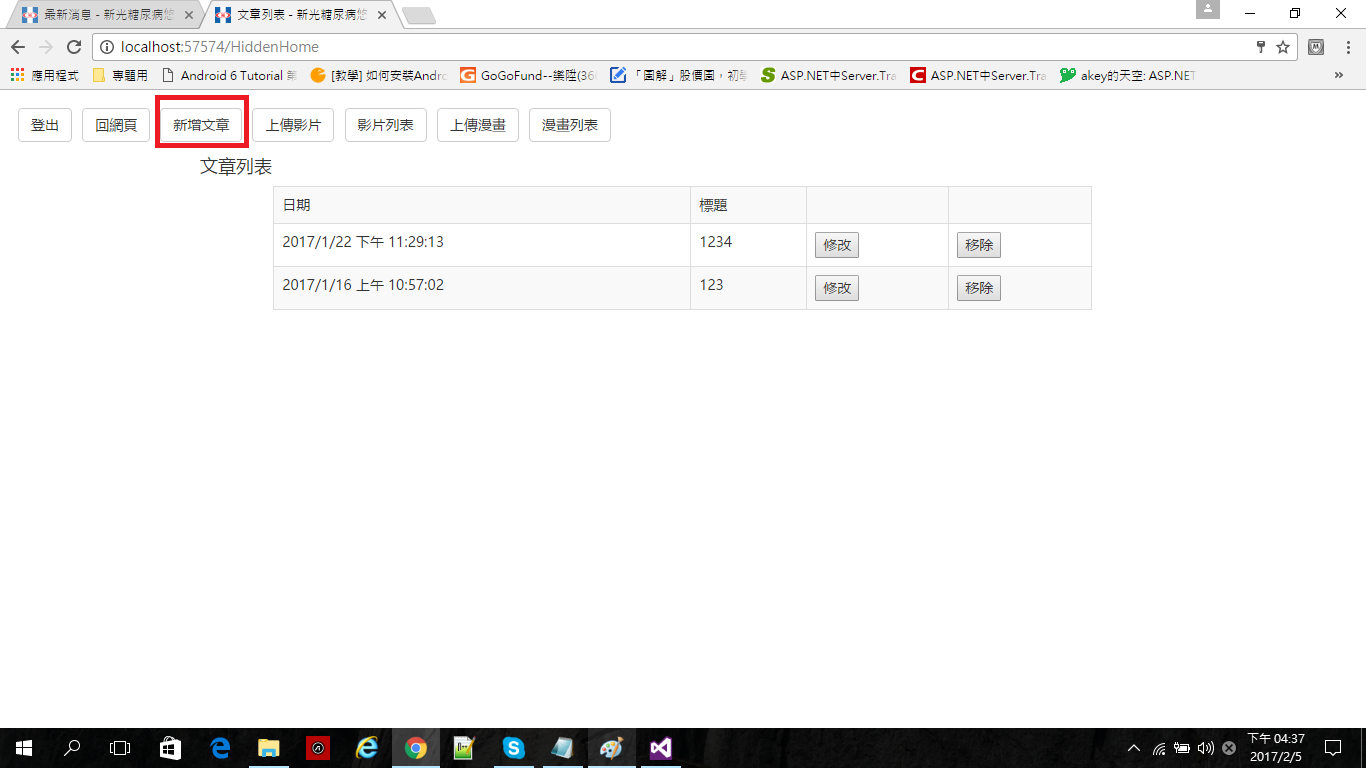 最新消息 - 新光糖尿病悠
文章列表 - 新光糖尿病悠
localhost:57574/HiddenHome
應用程式 專題用 Android 6 Tutorial [教學] 如何安裝Andro GoGoFund--樂陞(36 「圖解」股價圖，初學 ASP.NET中Server.Tra ASP.NET中Server.Tra akey的天空: ASP.NET
登出 回網頁 新增文章 上傳影片 影片列表 上傳漫畫 漫畫列表
文章列表
日期 標題
2017/1/22 下午 11:29:13 1234 修改 移除
2017/1/16 上午 10:57:02 123 修改 移除
下午 04:37
2017/2/5